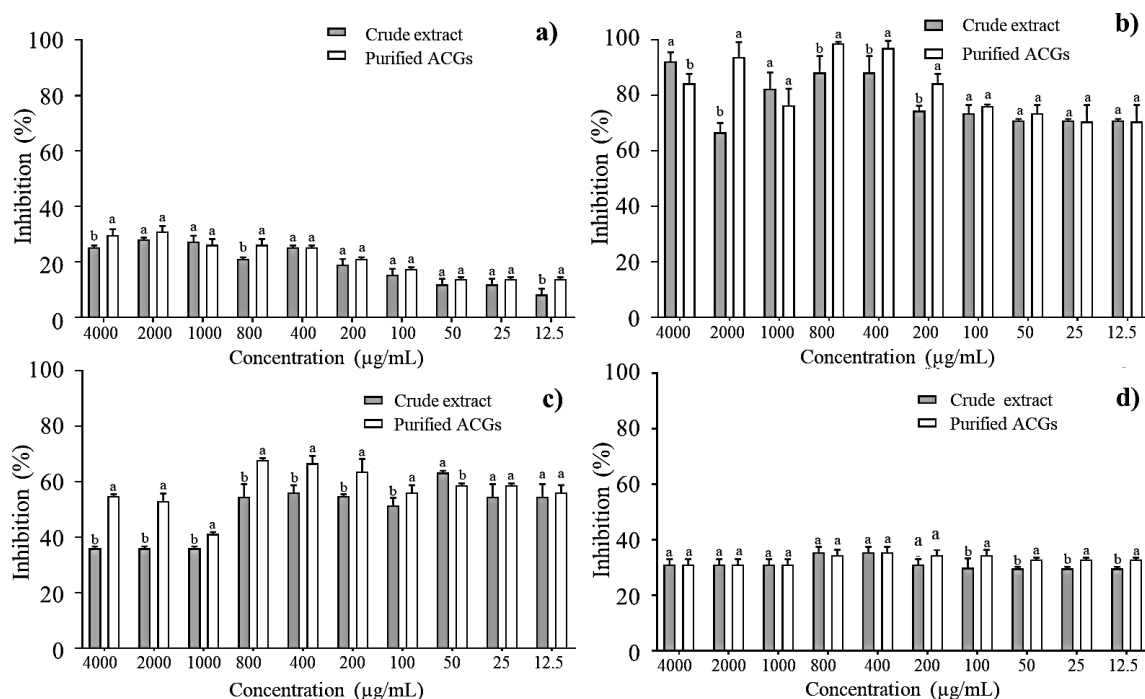 a)
Crude extract
Purified ACGs
Inhibition (%)
100
80
60
40
20
0
b a a a a a b a a a a a a a a a a a b a
4000 2000 1000 800 400 200 100 50 25 12.5
Concentration (µg/mL)
b)
Crude extract
Purified ACGs
Inhibition (%)
100
80
60
40
20
0
a b b a a a b a b a b a a a a a a a a a
4000 2000 1000 800 400 200 100 50 25 12.5
Concentration (µg/mL)
c)
Crude extract
Purified ACGs
Inhibition (%)
100
80
60
40
20
0
b a b a b a b a b a b a b a a b a a a a
4000 2000 1000 800 400 200 100 50 25 12.5
Concentration (µg/mL)
d)
Crude extract
Purified ACGs
Inhibition (%)
100
80
60
40
20
0
a a a a a a a a a a a a b a b a b a b a
4000 2000 1000 800 400 200 100 50 25 12.5
Concentration (µg/mL)